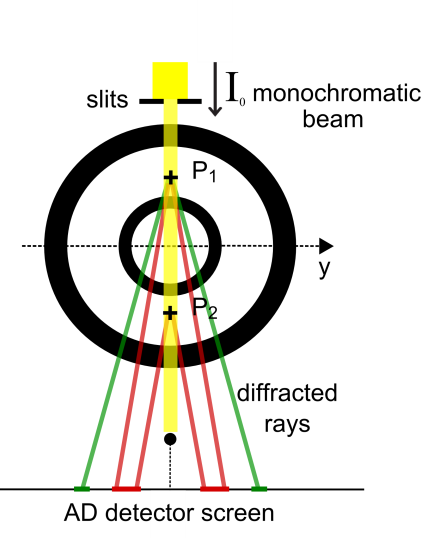 slits
I₀ monochromatic
beam
P₁
y
P₂
diffracted
rays
AD detector screen